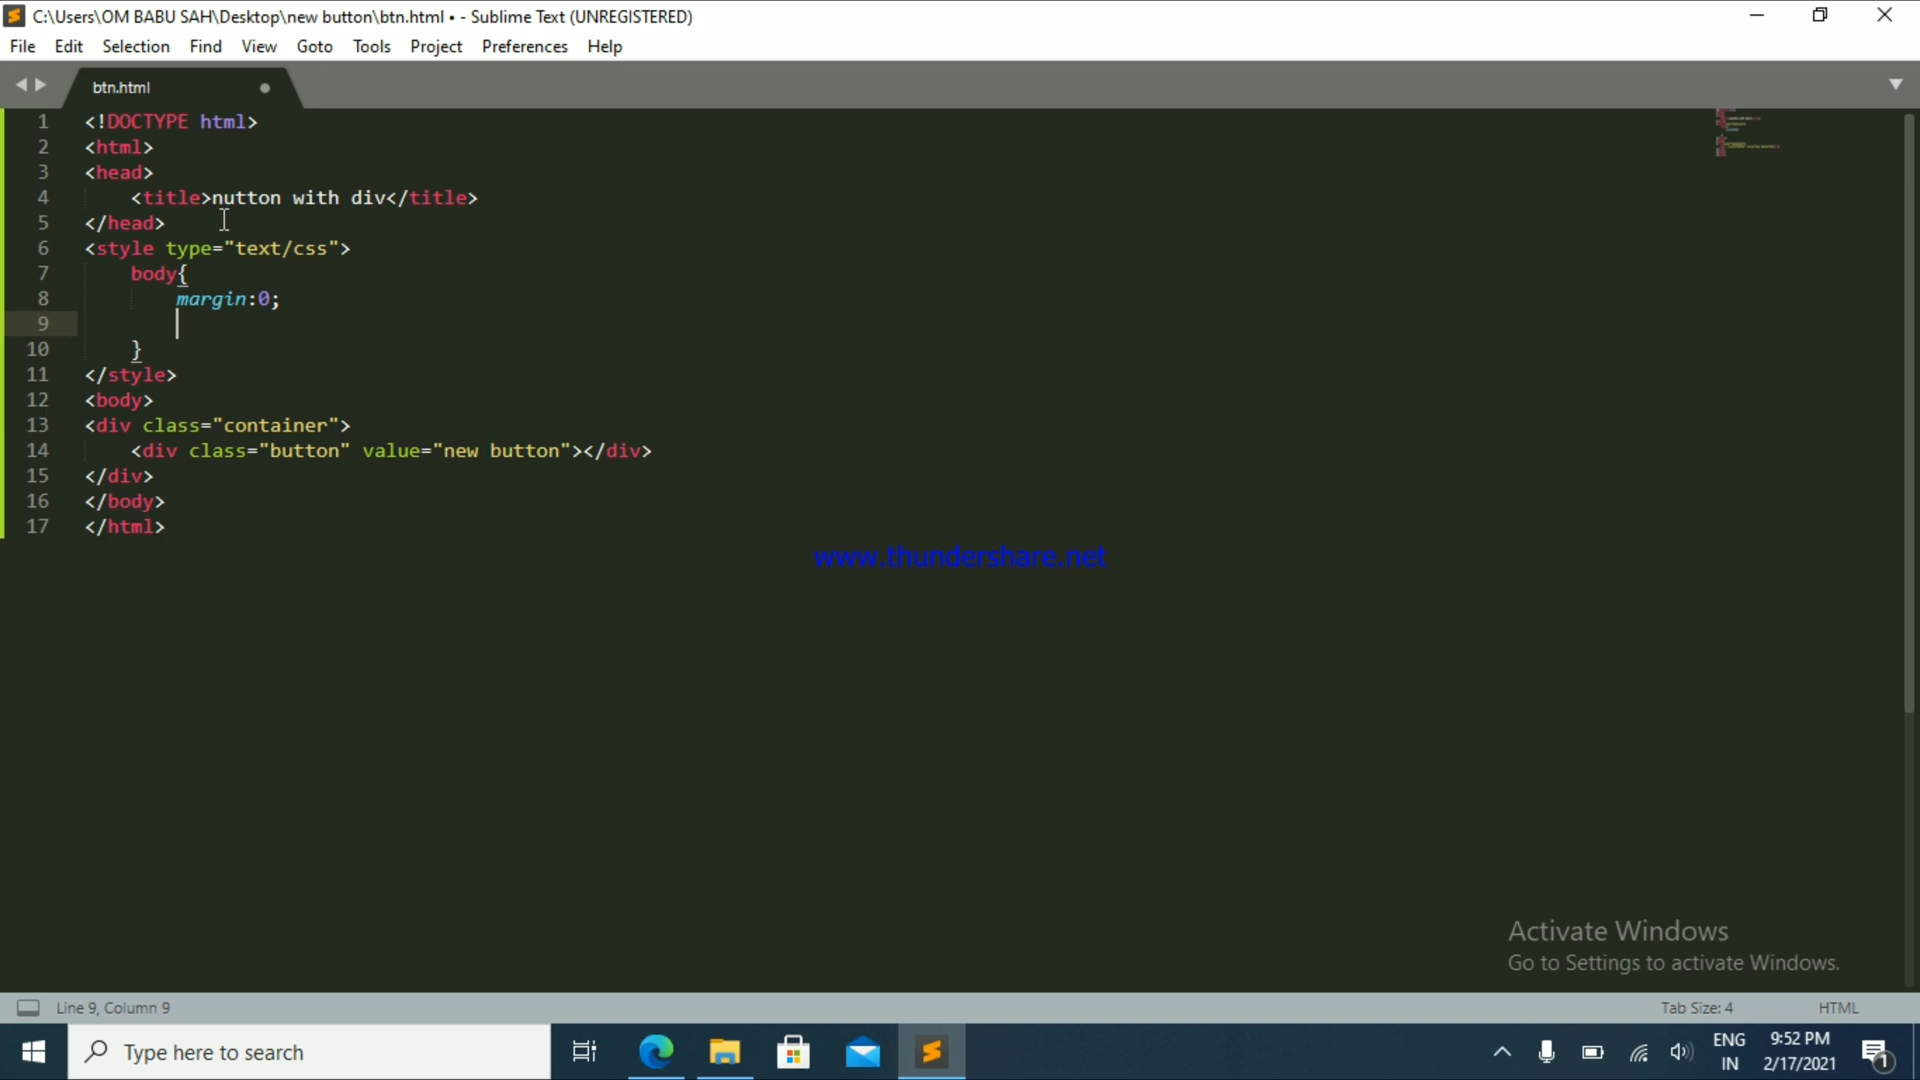 C:\Users\OM BABU SAH\Desktop\new button\btn.html • - Sublime Text (UNREGISTERED)
File Edit Selection Find View Goto Tools Project Preferences Help
btn.html
1 <!DOCTYPE html>
2 <html>
3 <head>
4 <title>nutton with div</title>
5 </head>
6 <style type="text/css">
7 body{
8 margin:0;
9
10 }
11 </style>
12 <body>
13 <div class="container">
14 <div class="button" value="new button"></div>
15 </div>
16 </body>
17 </html>
www.thundershare.net
Activate Windows
Go to Settings to activate Windows.
Line 9, Column 9 Tab Size: 4 HTML
Type here to search
ENG 9:52 PM
IN 2/17/2021
1